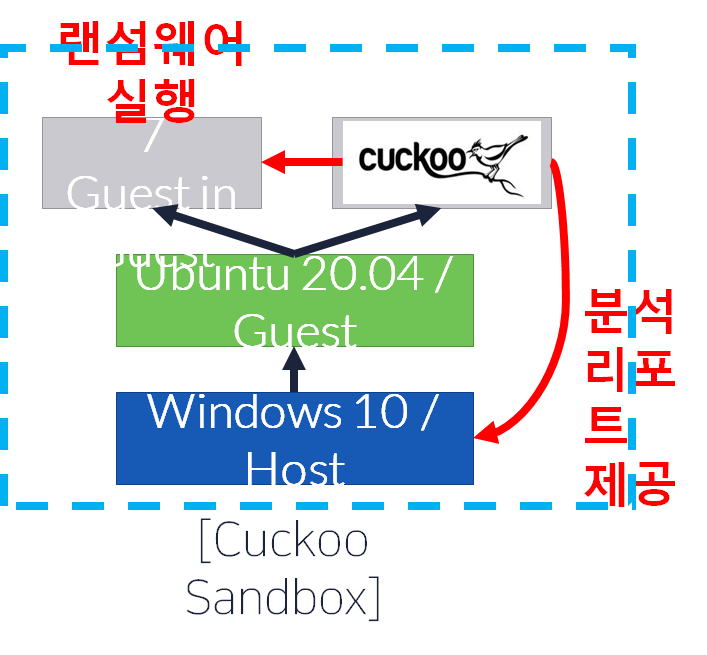 랜섬웨어
실행
/
Guest in
Guest
cuckoo
Ubuntu 20.04 /
Guest
Windows 10 /
Host
분석
리포
트
제공
[Cuckoo
Sandbox]